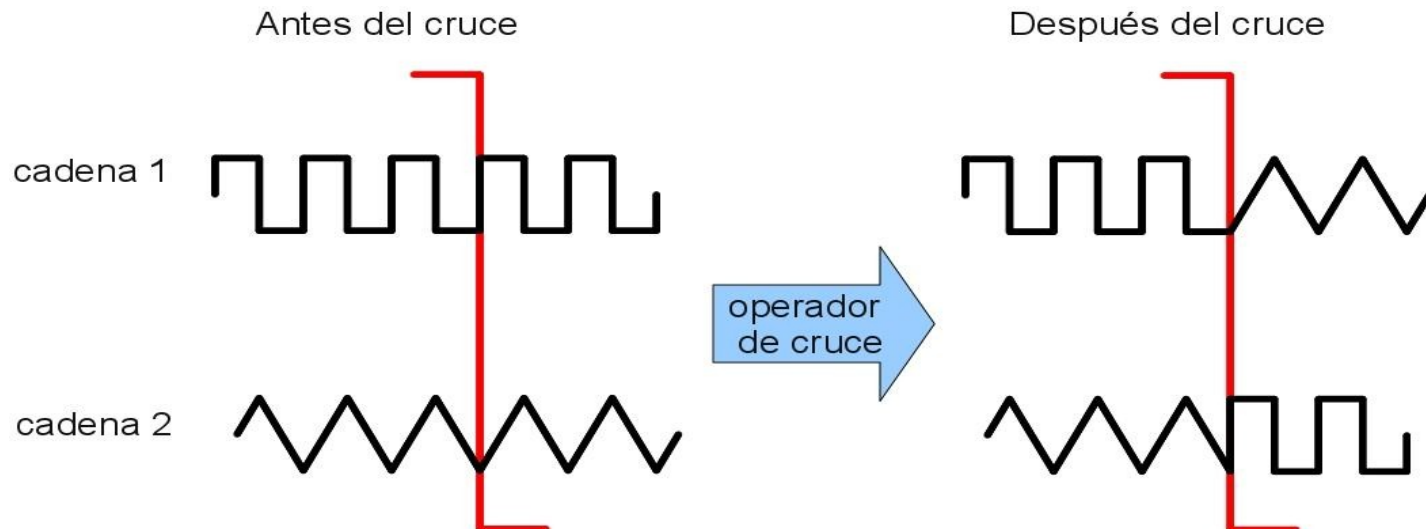 Antes del cruce
Después del cruce
cadena 1
operador
de cruce
cadena 2